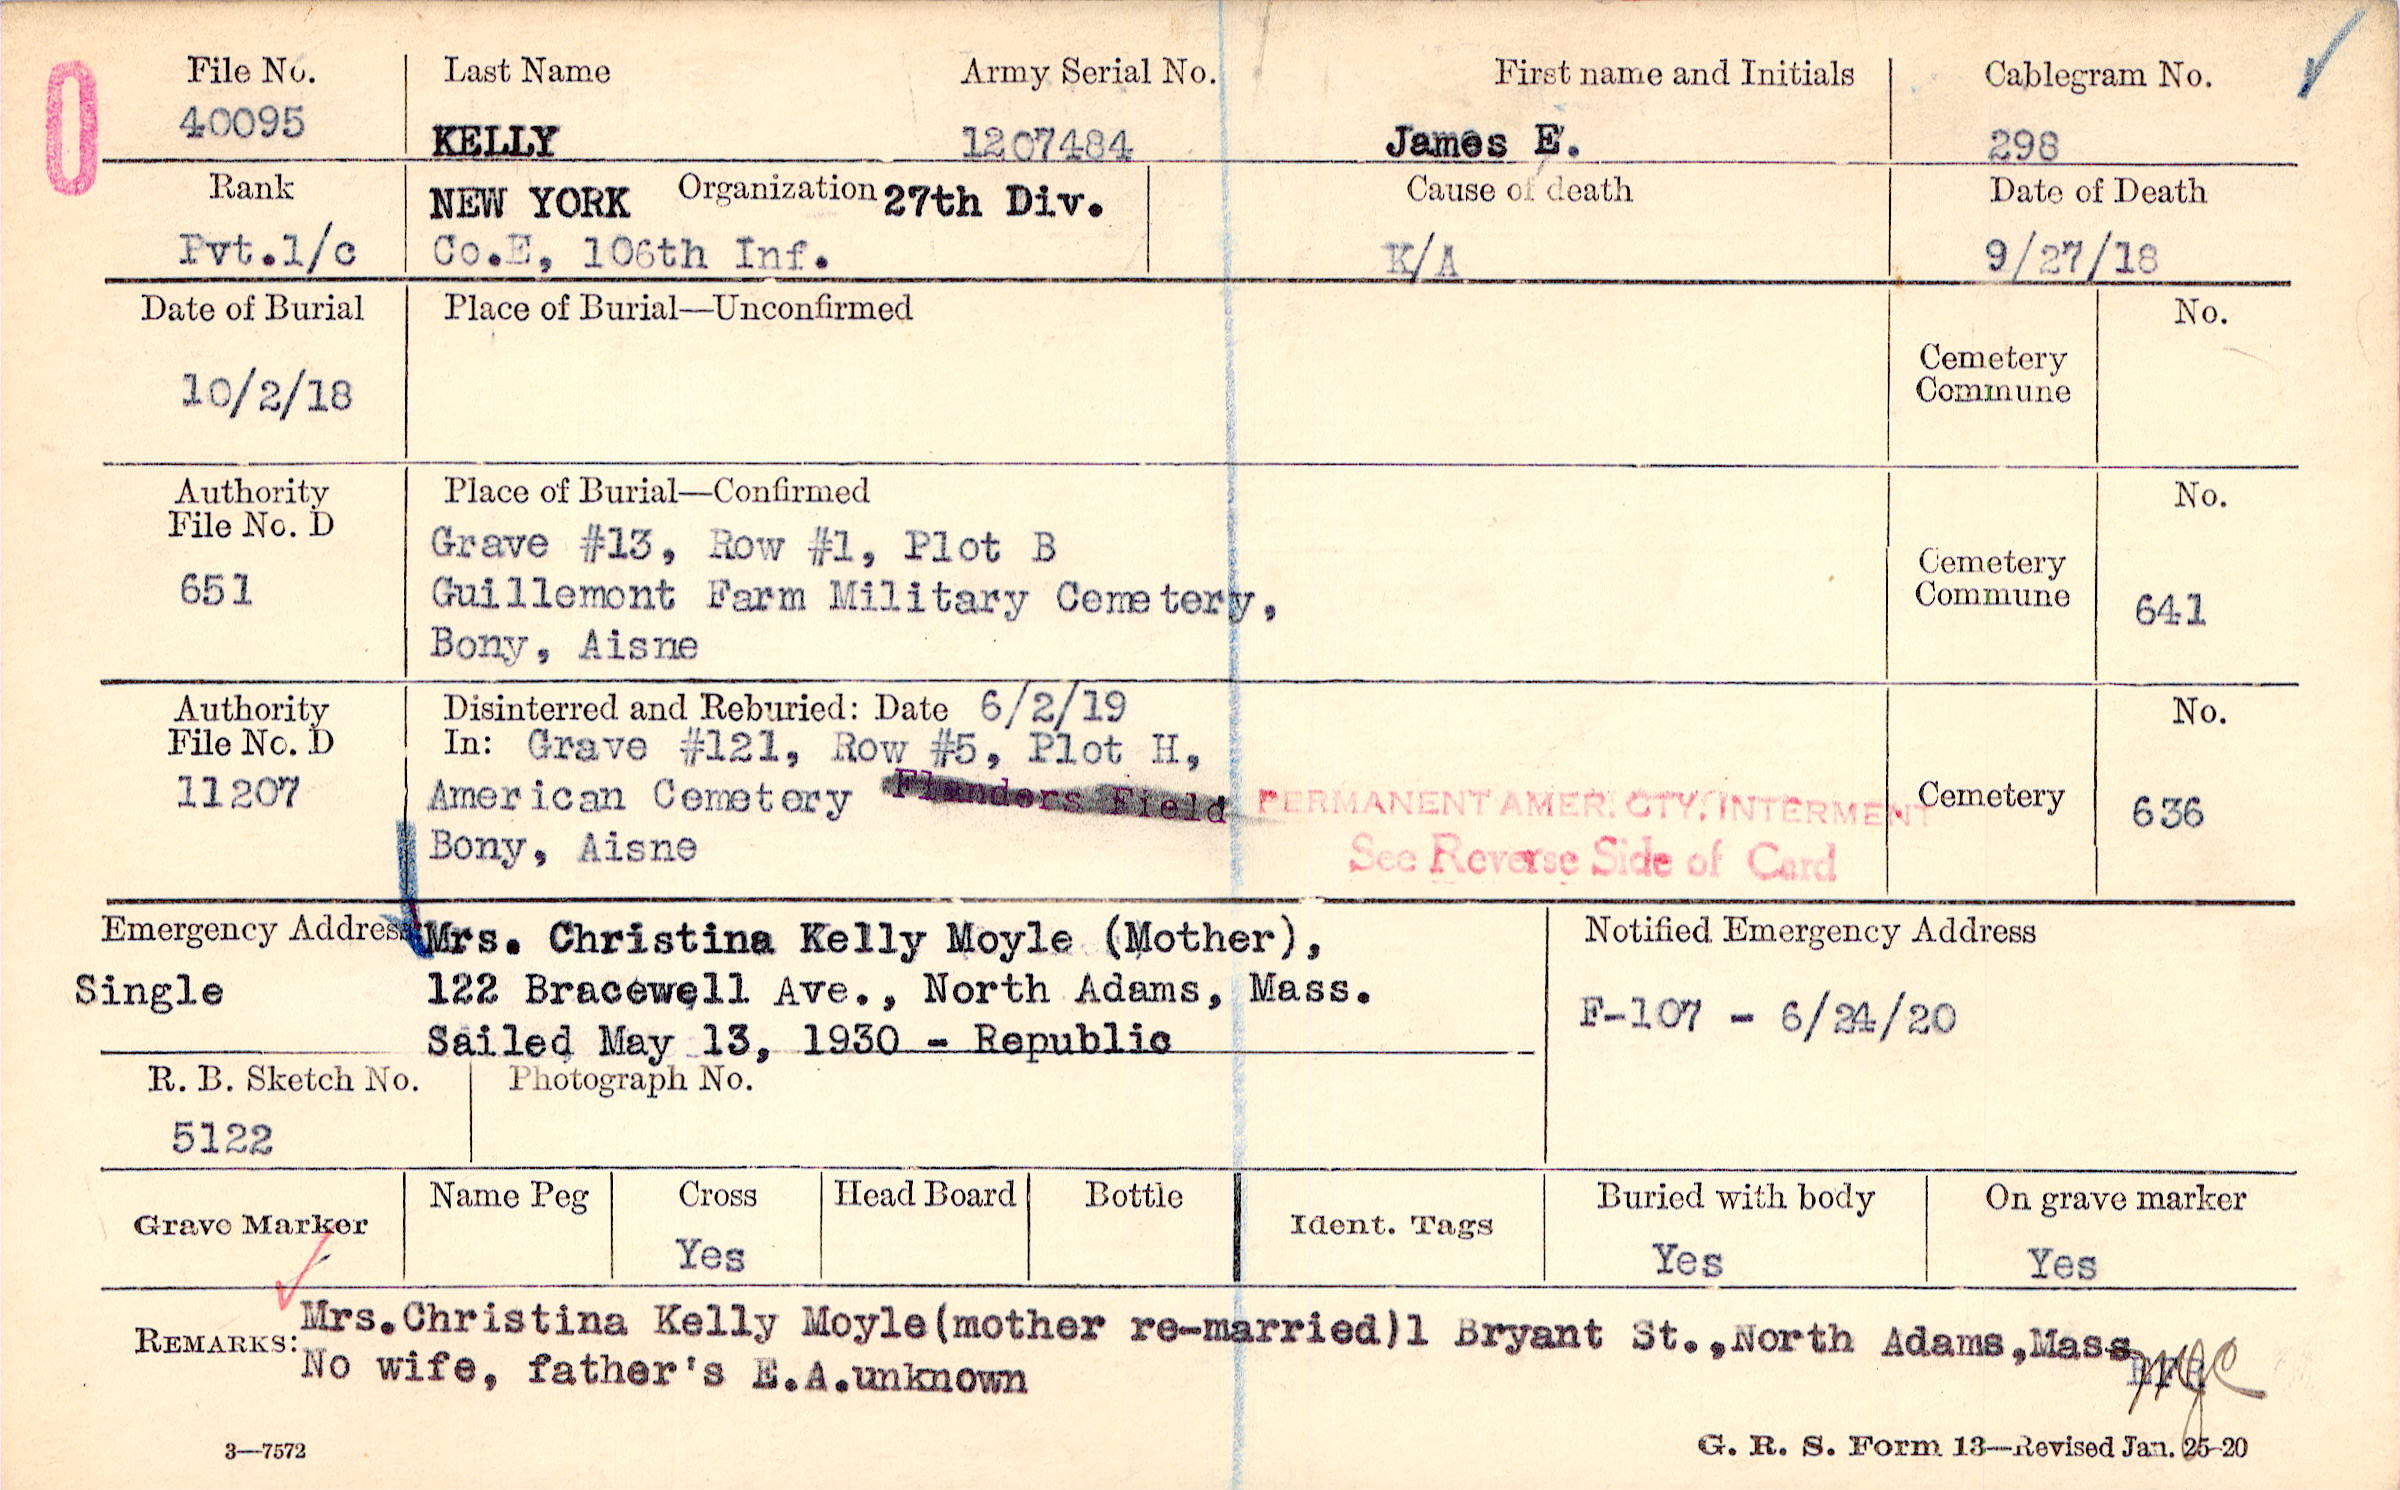 0
File No. Last Name Army Serial No. First name and Initials Cablegram No.
40095 KELLY 1207484 James E. 298
Rank NEW YORK Organization 27th Div. Cause of death Date of Death
Pvt.1/c Co.E, 106th Inf. K/A 9/27/18
Date of Burial Place of Burial—Unconfirmed No.
Cemetery
Commune
10/2/18
Authority Place of Burial—Confirmed No.
File No. D
Grave #13, Row #1, Plot B
Cemetery
651 Guillemont Farm Military Cemetery, Commune 641
Bony, Aisne
Authority Disinterred and Reburied: Date 6/2/19 No.
File No. D In: Grave #121, Row #5, Plot H,
11207 American Cemetery Flanders Field PERMANENT AMER. CTY. INTERMENT Cemetery 636
Bony, Aisne See Reverse Side of Card
Emergency Address Mrs. Christina Kelly Moyle (Mother), Notified Emergency Address
Single 122 Bracewell Ave., North Adams, Mass.
F-107 - 6/24/20
Sailed May 13, 1930 - Republic
R. B. Sketch No. Photograph No.
5122
Grave Marker Name Peg Cross Head Board Bottle Ident. Tags Buried with body On grave marker
Yes Yes Yes
REMARKS: Mrs.Christina Kelly Moyle(mother re-married)1 Bryant St.,North Adams,Mass
No wife, father's E.A.unknown
3—7572 G. R. S. Form 13—Revised Jan. 25-20